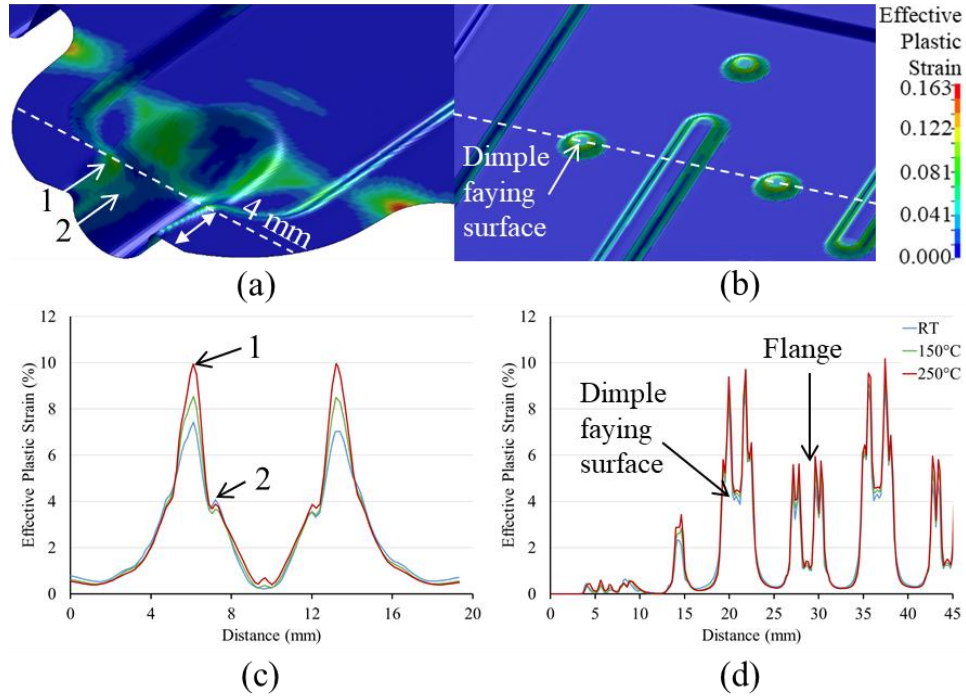 Effective
Plastic
Strain
0.163
0.122
0.081
0.041
0.000
1
2
4 mm
Dimple
faying
surface
(a)
(b)
12
10
8
6
4
2
0
Effective Plastic Strain (%)
1
2
0
4
8
12
16
20
Distance (mm)
12
10
8
6
4
2
0
Effective Plastic Strain (%)
Dimple
faying
surface
Flange
RT
150°C
250°C
0
5
10
15
20
25
30
35
40
45
Distance (mm)
(c)
(d)